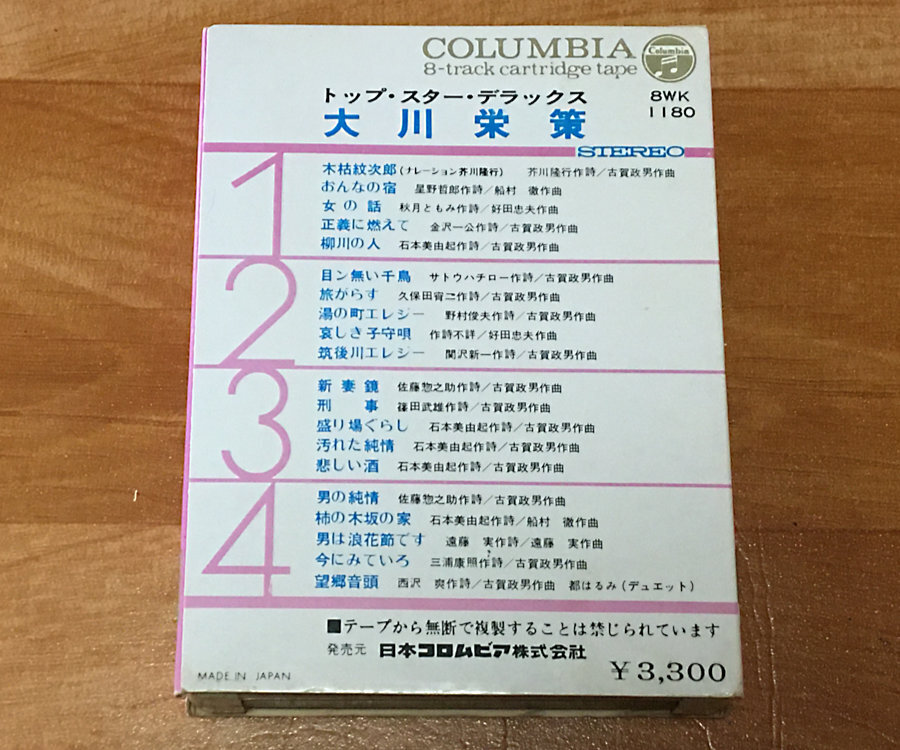 COLUMBIA
8-track cartridge tape
Columbia
8WK
1180
トップ・スター・デラックス
大川栄策
STEREO
1
木枯紋次郎(ナレーション芥川隆行) 芥川隆行作詩/古賀政男作曲
おんなの宿 星野哲郎作詩/船村 徹作曲
女の話 秋月ともみ作詩/好田忠夫作曲
正義に燃えて 金沢一公作詩/古賀政男作曲
柳川の人 石本美由起作詩/古賀政男作曲
2
目ン無い千鳥 サトウハチロー作詩/古賀政男作曲
旅がらす 久保田宵二作詩/古賀政男作曲
湯の町エレジー 野村俊夫作詩/古賀政男作曲
哀しき子守唄 作詩不詳/好田忠夫作曲
筑後川エレジー 関沢新一作詩/古賀政男作曲
3
新妻鏡 佐藤惣之助作詩/古賀政男作曲
刑事 篠田武雄作詩/古賀政男作曲
盛り場ぐらし 石本美由起作詩/古賀政男作曲
汚れた純情 石本美由起作詩/古賀政男作曲
悲しい酒 石本美由起作詩/古賀政男作曲
4
男の純情 佐藤惣之助作詩/古賀政男作曲
柿の木坂の家 石本美由起作詩/船村 徹作曲
男は浪花節です 遠藤 実作詩/遠藤 実作曲
今にみていろ 三浦康照作詩/古賀政男作曲
望郷音頭 西沢 爽作詩/古賀政男作曲 都はるみ(デュエット)
■テープから無断で複製することは禁じられています
発売元 日本コロムビア株式会社
MADE IN JAPAN
¥3,300